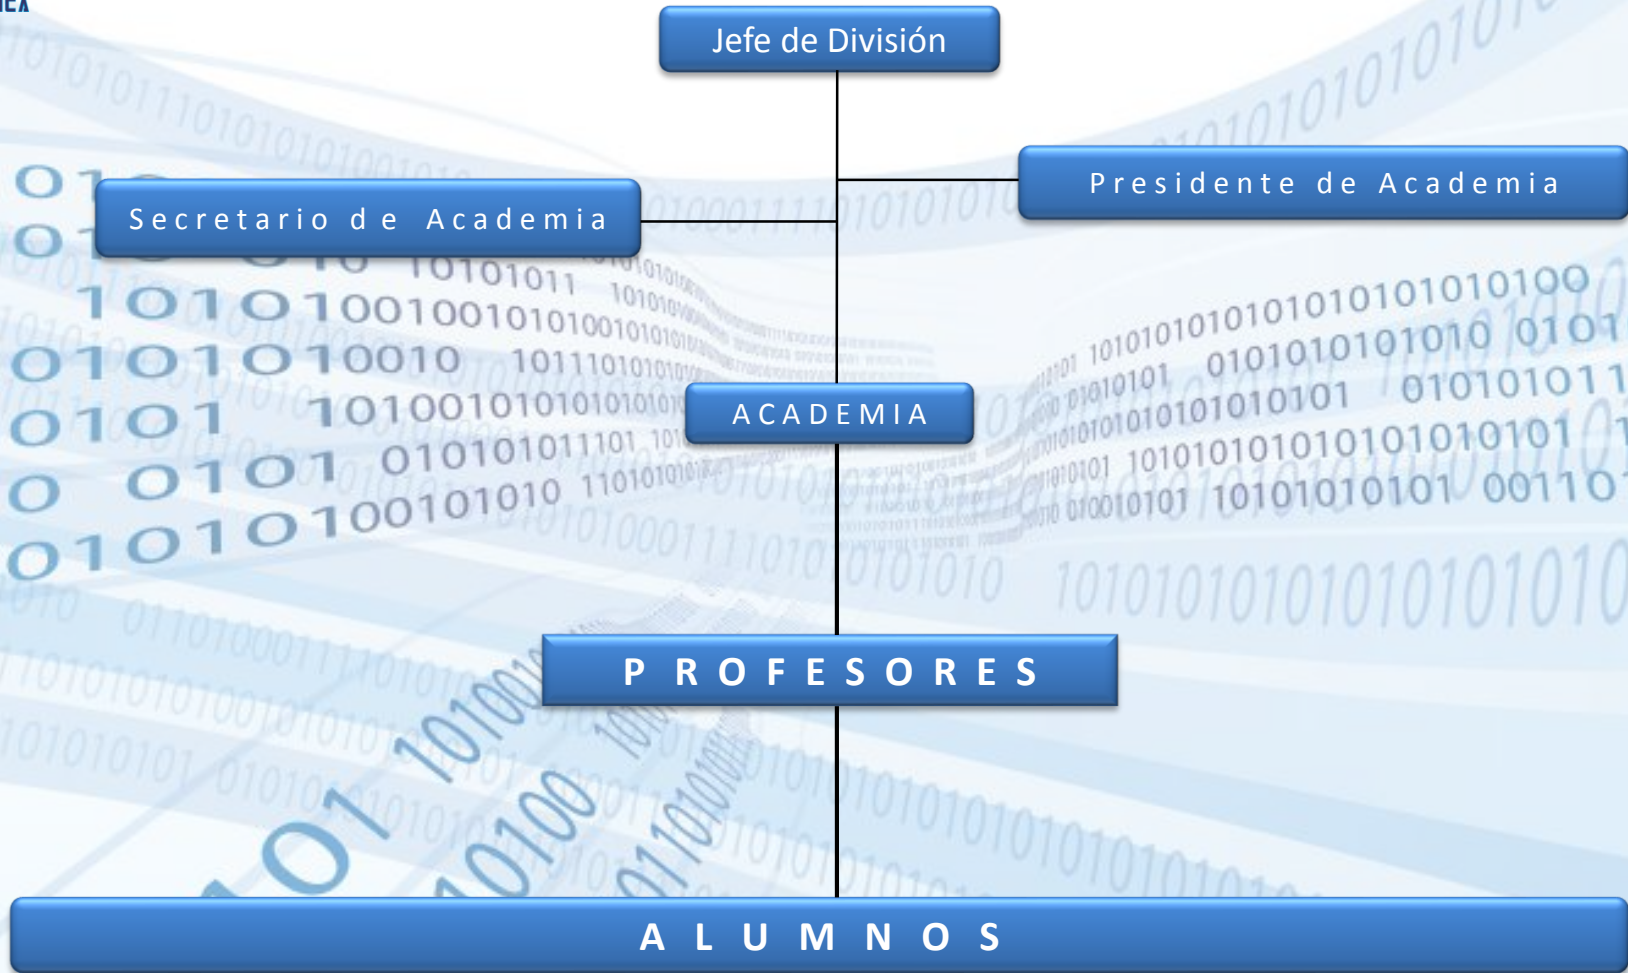 Jefe de División
Presidente de Academia
Secretario de Academia
ACADEMIA
PROFESORES
ALUMNOS